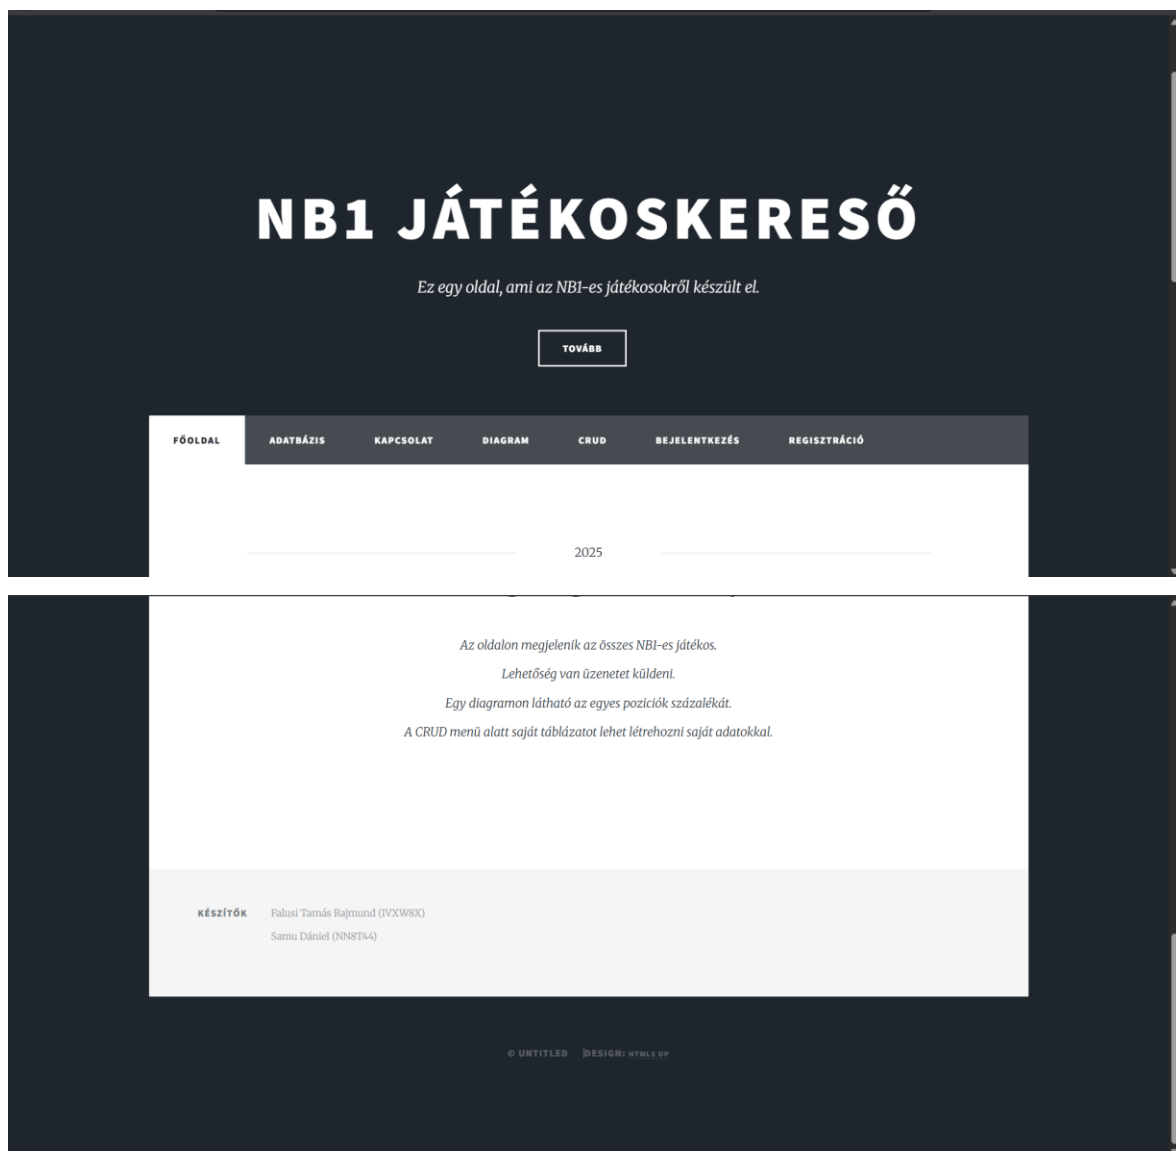 NB1 JÁTÉKOSKERESŐ
Ez egy oldal, ami az NB1-es játékosokről készült el.
TOVÁBB
FŐOLDAL ADATBÁZIS KAPCSOLAT DIAGRAM CRUD BEJELENTKEZÉS REGISZTRÁCIÓ
2025
Az oldalon megjelenik az összes NB1-es játékos.
Lehetőség van üzenetet küldeni.
Egy diagramon látható az egyes poziciók százalékát.
A CRUD menü alatt saját táblázatot lehet létrehozni saját adatokkal.
KÉSZÍTŐK Falusi Tamás Rajmund (IVXW8X)
Samu Dániel (NN8T44)
© UNTITLED DESIGN: HTML5 UP